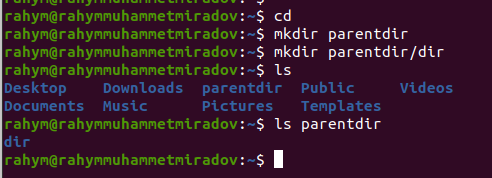 rahym@rahymmuhammetmiradov:~$ cd
rahym@rahymmuhammetmiradov:~$ mkdir parentdir
rahym@rahymmuhammetmiradov:~$ mkdir parentdir/dir
rahym@rahymmuhammetmiradov:~$ ls
Desktop Downloads parentdir Public Videos
Documents Music Pictures Templates
rahym@rahymmuhammetmiradov:~$ ls parentdir
dir
rahym@rahymmuhammetmiradov:~$